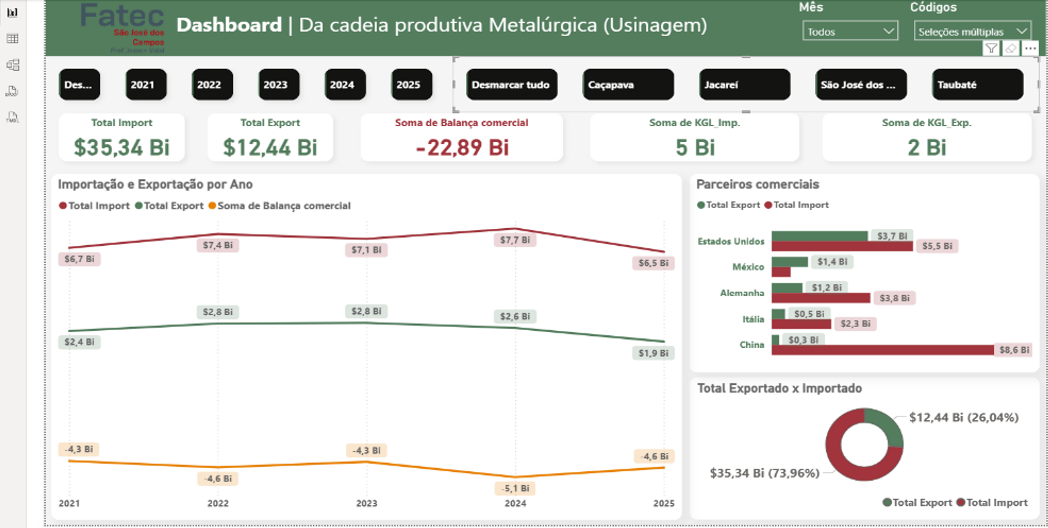 Fatec
São José dos
Campos
Prof. Jessen Vidal
Dashboard | Da cadeia produtiva Metalúrgica (Usinagem)
Mês
Todos
Códigos
Seleções múltiplas
Des...
2021
2022
2023
2024
2025
Desmarcar tudo
Caçapava
Jacareí
São José dos ...
Taubaté
Total Import
$35,34 Bi
Total Export
$12,44 Bi
Soma de Balança comercial
-22,89 Bi
Soma de KGL_Imp.
5 Bi
Soma de KGL_Exp.
2 Bi
Importação e Exportação por Ano
Total Import Total Export Soma de Balança comercial
$6,7 Bi
$7,4 Bi
$7,1 Bi
$7,7 Bi
$6,5 Bi
$2,4 Bi
$2,8 Bi
$2,8 Bi
$2,6 Bi
$1,9 Bi
-4,3 Bi
-4,6 Bi
-4,3 Bi
-5,1 Bi
-4,6 Bi
2021 2022 2023 2024 2025
Parceiros comerciais
Total Export Total Import
Estados Unidos
$3,7 Bi
$5,5 Bi
México
$1,4 Bi
Alemanha
$1,2 Bi
$3,8 Bi
Itália
$0,5 Bi
$2,3 Bi
China
$0,3 Bi
$8,6 Bi
Total Exportado x Importado
$12,44 Bi (26,04%)
$35,34 Bi (73,96%)
Total Export Total Import